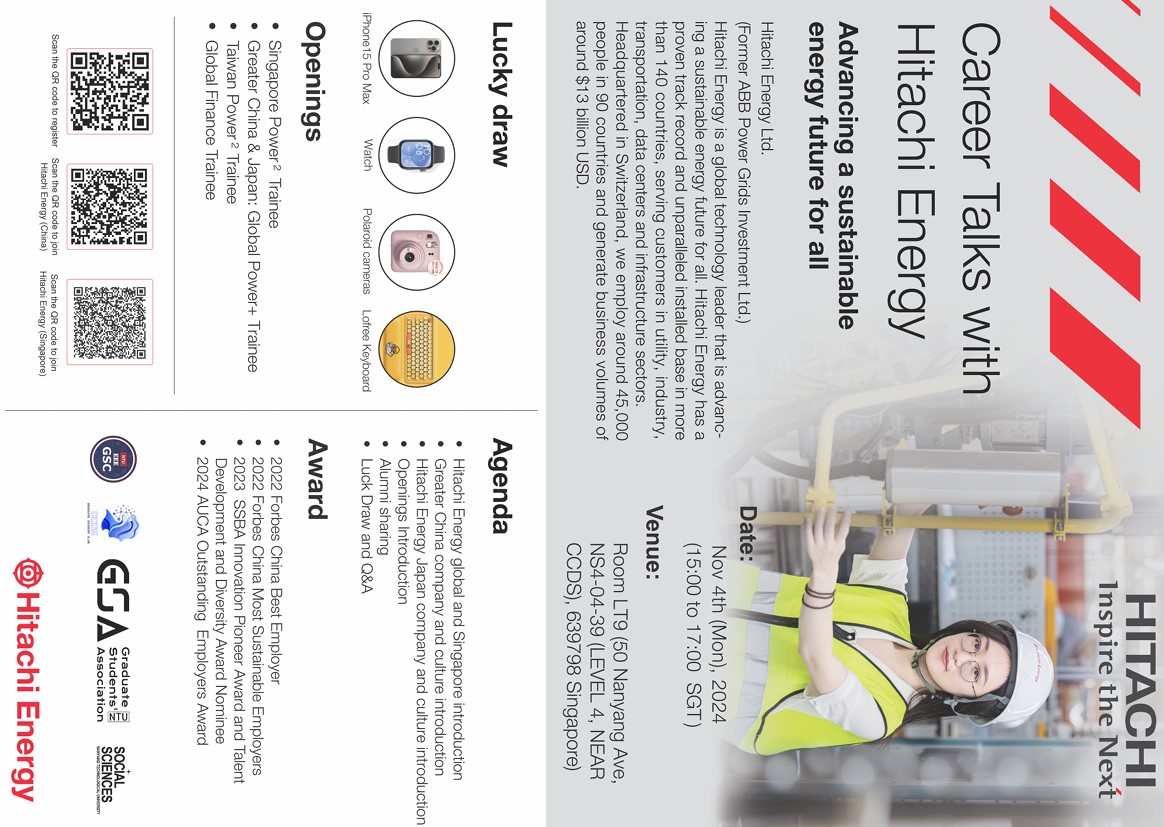 HITACHI
Inspire the Next
Career Talks with
Hitachi Energy
Advancing a sustainable
energy future for all
Hitachi Energy Ltd.
(Former ABB Power Grids Investment Ltd.)
Hitachi Energy is a global technology leader that is advanc-
ing a sustainable energy future for all. Hitachi Energy has a
proven track record and unparalleled installed base in more
than 140 countries, serving customers in utility, industry,
transportation, data centers and infrastructure sectors.
Headquartered in Switzerland, we employ around 45,000
people in 90 countries and generate business volumes of
around $13 billion USD.
Date:
Nov 4th (Mon), 2024
(15:00 to 17:00 SGT)
Venue:
Room LT9 (50 Nanyang Ave,
NS4-04-39 (LEVEL 4, NEAR
CCDS), 639798 Singapore)
Lucky draw
iPhone15 Pro Max
Watch
Polaroid cameras
Lofree Keyboard
Openings
• Singapore Power² Trainee
• Greater China & Japan: Global Power+ Trainee
• Taiwan Power² Trainee
• Global Finance Trainee
Scan the QR code to register
Scan the QR code to join
Hitachi Energy (China)
Scan the QR code to join
Hitachi Energy (Singapore)
Agenda
• Hitachi Energy global and Singapore introduction
• Greater China company and culture introduction
• Hitachi Energy Japan company and culture introduction
• Openings Introduction
• Alumni sharing
• Luck Draw and Q&A
Award
• 2022 Forbes China Best Employer
• 2022 Forbes China Most Sustainable Employers
• 2023 SSBA Innovation Pioneer Award and Talent
Development and Diversity Award Nominee
• 2024 AUCA Outstanding Employers Award
NTU
EEE
GSC
GSA
Graduate
Students'
Association
NTU
SOCIAL
SCIENCES
NANYANG TECHNOLOGICAL UNIVERSITY
Hitachi Energy